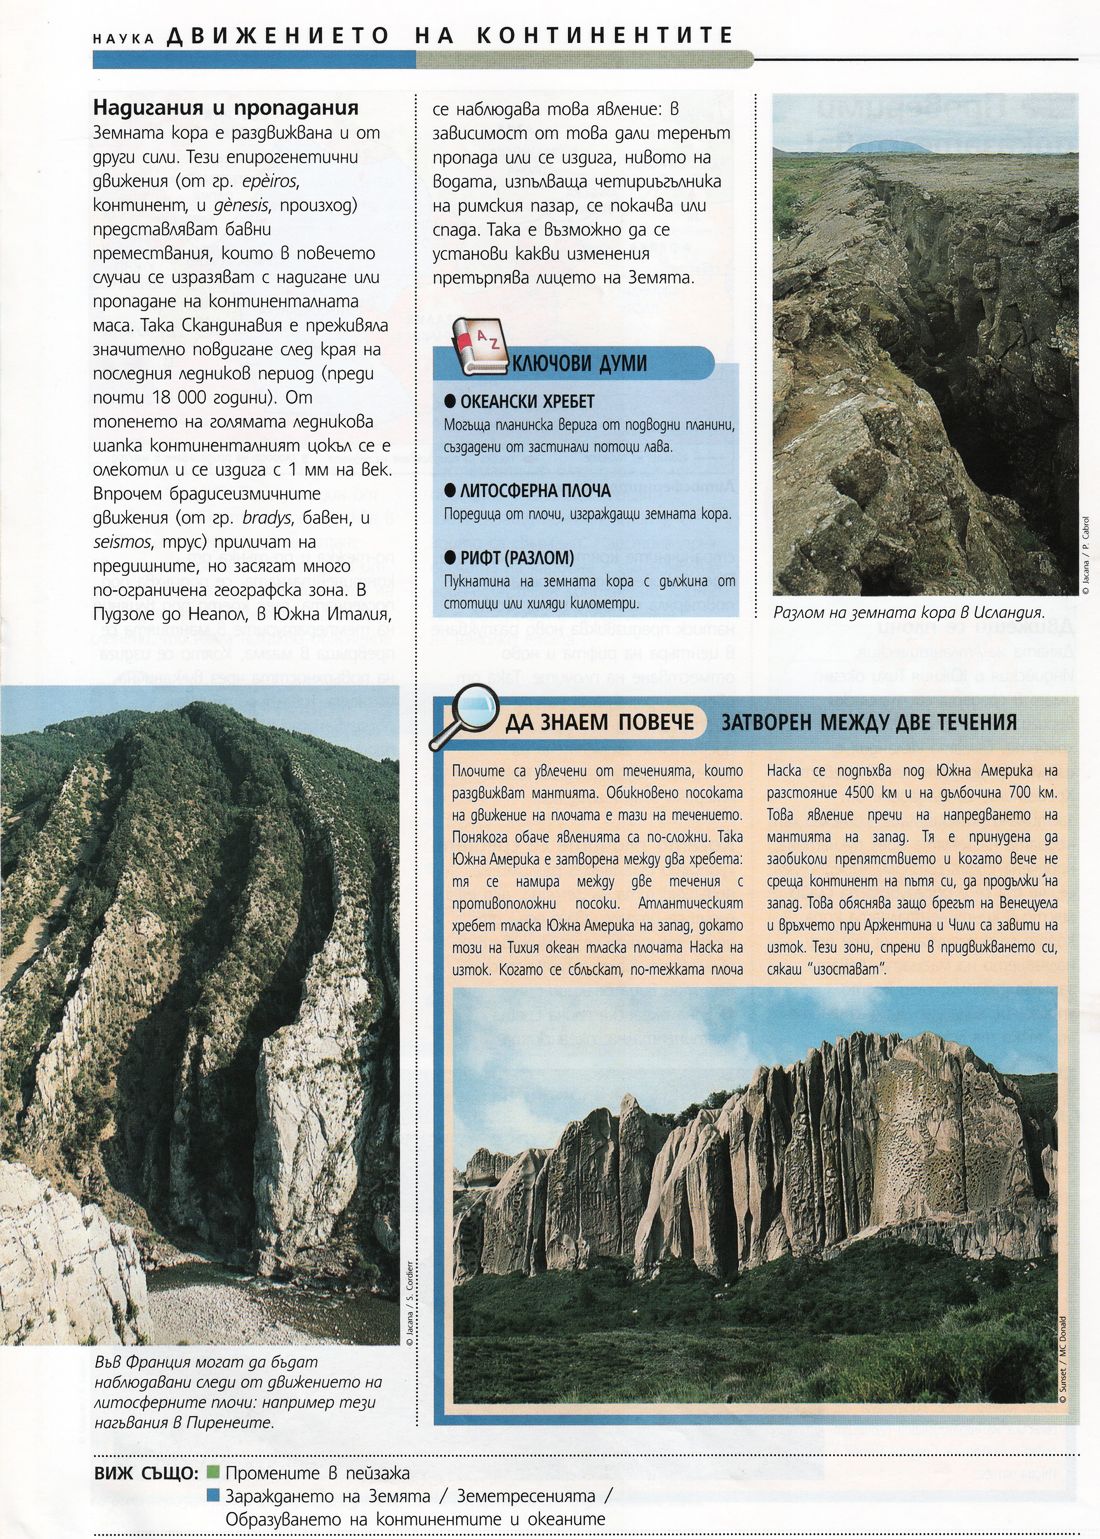 НАУКА ДВИЖЕНИЕТО НА КОНТИНЕНТИТЕ
Надигания и пропадания
Земната кора е раздвижвана и от
други сили. Тези епирогенетични
движения (от гр. epèiros,
континент, и gènesis, произход)
представляват бавни
премествания, които в повечето
случаи се изразяват с надигане или
пропадане на континенталната
маса. Така Скандинавия е преживяла
значително повдигане след края на
последния ледников период (преди
почти 18 000 години). От
топенето на голямата ледникова
шапка континенталният цокъл се е
олекотил и се издига с 1 мм на век.
Впрочем брадисеизмичните
движения (от гр. bradys, бавен, и
seismos, трус) приличат на
предишните, но засягат много
по-ограничена географска зона. В
Пудзоле до Неапол, в Южна Италия,
се наблюдава това явление: в
зависимост от това дали теренът
пропада или се издига, нивото на
водата, изпълваща четириъгълника
на римския пазар, се покачва или
спада. Така е възможно да се
установи какви изменения
претърпява лицето на Земята.
A
Z
КЛЮЧОВИ ДУМИ
● ОКЕАНСКИ ХРЕБЕТ
Могъща планинска верига от подводни планини,
създадени от застинали потоци лава.
● ЛИТОСФЕРНА ПЛОЧА
Поредица от плочи, изграждащи земната кора.
● РИФТ (РАЗЛОМ)
Пукнатина на земната кора с дължина от
стотици или хиляди километри.
© Jacana / P. Cabrol
Разлом на земната кора в Исландия.
© Jacana / S. Cordierr
Във Франция могат да бъдат
наблюдавани следи от движението на
литосферните плочи: например тези
нагъвания в Пиренеите.
ДА ЗНАЕМ ПОВЕЧЕ ЗАТВОРЕН МЕЖДУ ДВЕ ТЕЧЕНИЯ
Плочите са увлечени от теченията, които
раздвижват мантията. Обикновено посоката
на движение на плочата е тази на течението.
Понякога обаче явленията са по-сложни. Така
Южна Америка е затворена между два хребета:
тя се намира между две течения с
противоположни посоки. Атлантическият
хребет тласка Южна Америка на запад, докато
този на Тихия океан тласка плочата Наска на
изток. Когато се сблъскат, по-тежката плоча
Наска се подпъхва под Южна Америка на
разстояние 4500 км и на дълбочина 700 км.
Това явление пречи на напредването на
мантията на запад. Тя е принудена да
заобиколи препятствието и когато вече не
среща континент на пътя си, да продължи на
запад. Това обяснява защо брегът на Венецуела
и връхчето при Аржентина и Чили са завити на
изток. Тези зони, спрени в придвижването си,
сякаш "изостават".
© Sunset / MC Donald
ВИЖ СЪЩО: Промените в пейзажа
Зараждането на Земята / Земетресенията /
Образуването на континентите и океаните